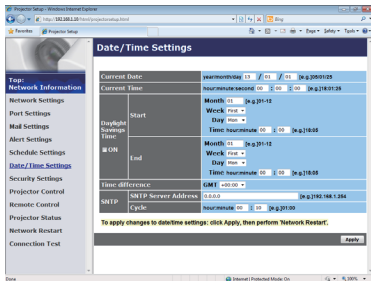 Projector Setup - Windows Internet Explorer
http://192.168.1.10/html/projectorsetup.html
Bing
Favorites Projector Setup
Page Safety Tools
Date/Time Settings
Top:
Network Information
Network Settings
Port Settings
Mail Settings
Alert Settings
Schedule Settings
Date/Time Settings
Security Settings
Projector Control
Remote Control
Projector Status
Network Restart
Connection Test
Current Date year/month/day 13 / 01 / 01 [e.g.]05/01/25
Current Time hour:minute:second 00 : 00 : 00 [e.g.]18:01:25
Daylight Savings Time
ON
Start
Month 01 [e.g.]01-12
Week First
Day Mon
Time hour:minute 00 : 00 [e.g.]18:08
End
Month 01 [e.g.]01-12
Week First
Day Mon
Time hour:minute 00 : 00 [e.g.]18:08
Time difference GMT +00:00
SNTP
SNTP Server Address 0.0.0.0 [e.g.]192.168.1.254
Cycle hour:minute 00 : 10 [e.g.]01:00
To apply changes to date/time settings: click Apply, then perform 'Network Restart'.
Apply
Done Internet | Protected Mode: On 100%